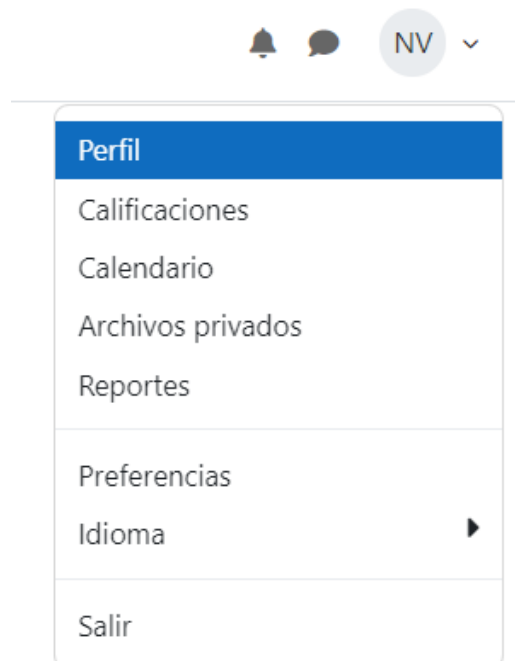 NV
Perfil
Calificaciones
Calendario
Archivos privados
Reportes
Preferencias
Idioma
Salir